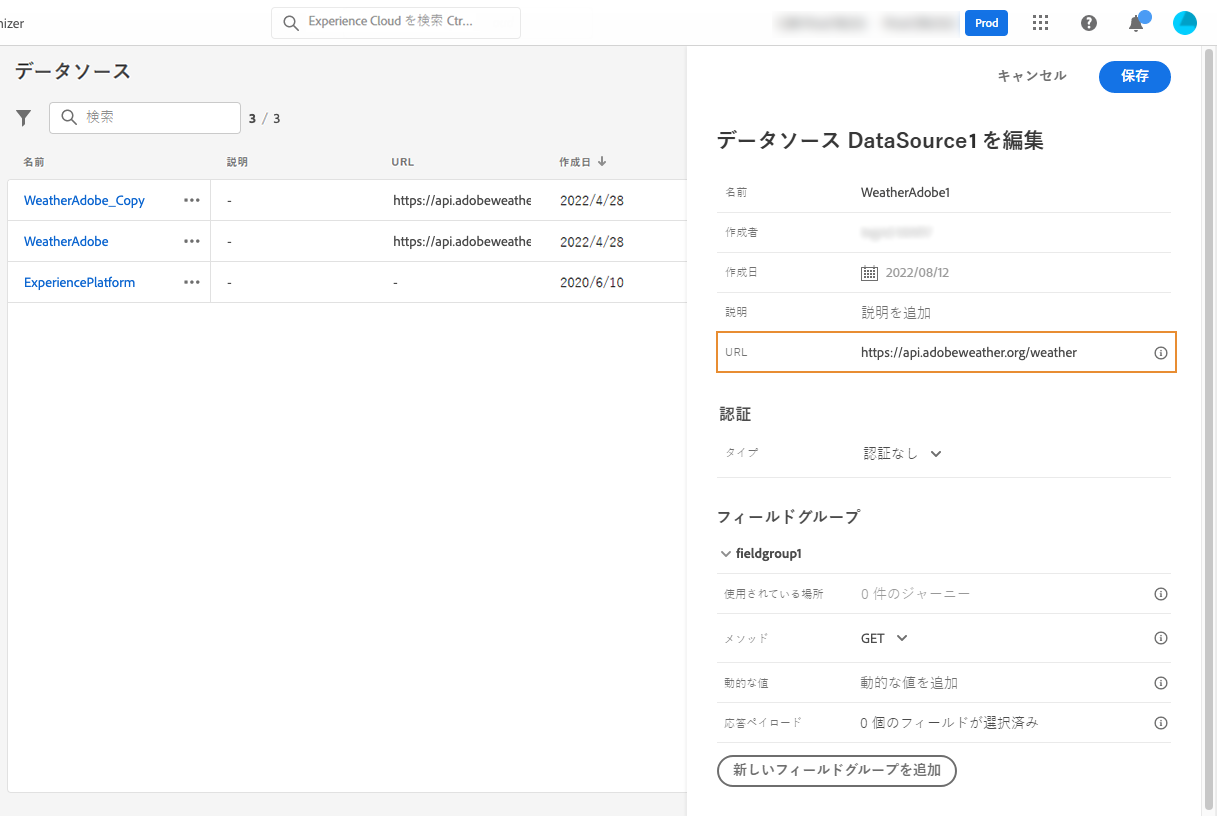 nizer
Experience Cloud を検索 Ctr...
Prod
データソース
検索
3 / 3
名前 説明 URL 作成日
WeatherAdobe_Copy - https://api.adobeweathe 2022/4/28
WeatherAdobe - https://api.adobeweathe 2022/4/28
ExperiencePlatform - - 2020/6/10
キャンセル
保存
データソース DataSource1 を編集
名前 WeatherAdobe1
作成者
作成日 2022/08/12
説明 説明を追加
URL https://api.adobeweather.org/weather
認証
タイプ 認証なし
フィールドグループ
fieldgroup1
使用されている場所 0 件のジャーニー
メソッド GET
動的な値 動的な値を追加
応答ペイロード 0 個のフィールドが選択済み
新しいフィールドグループを追加